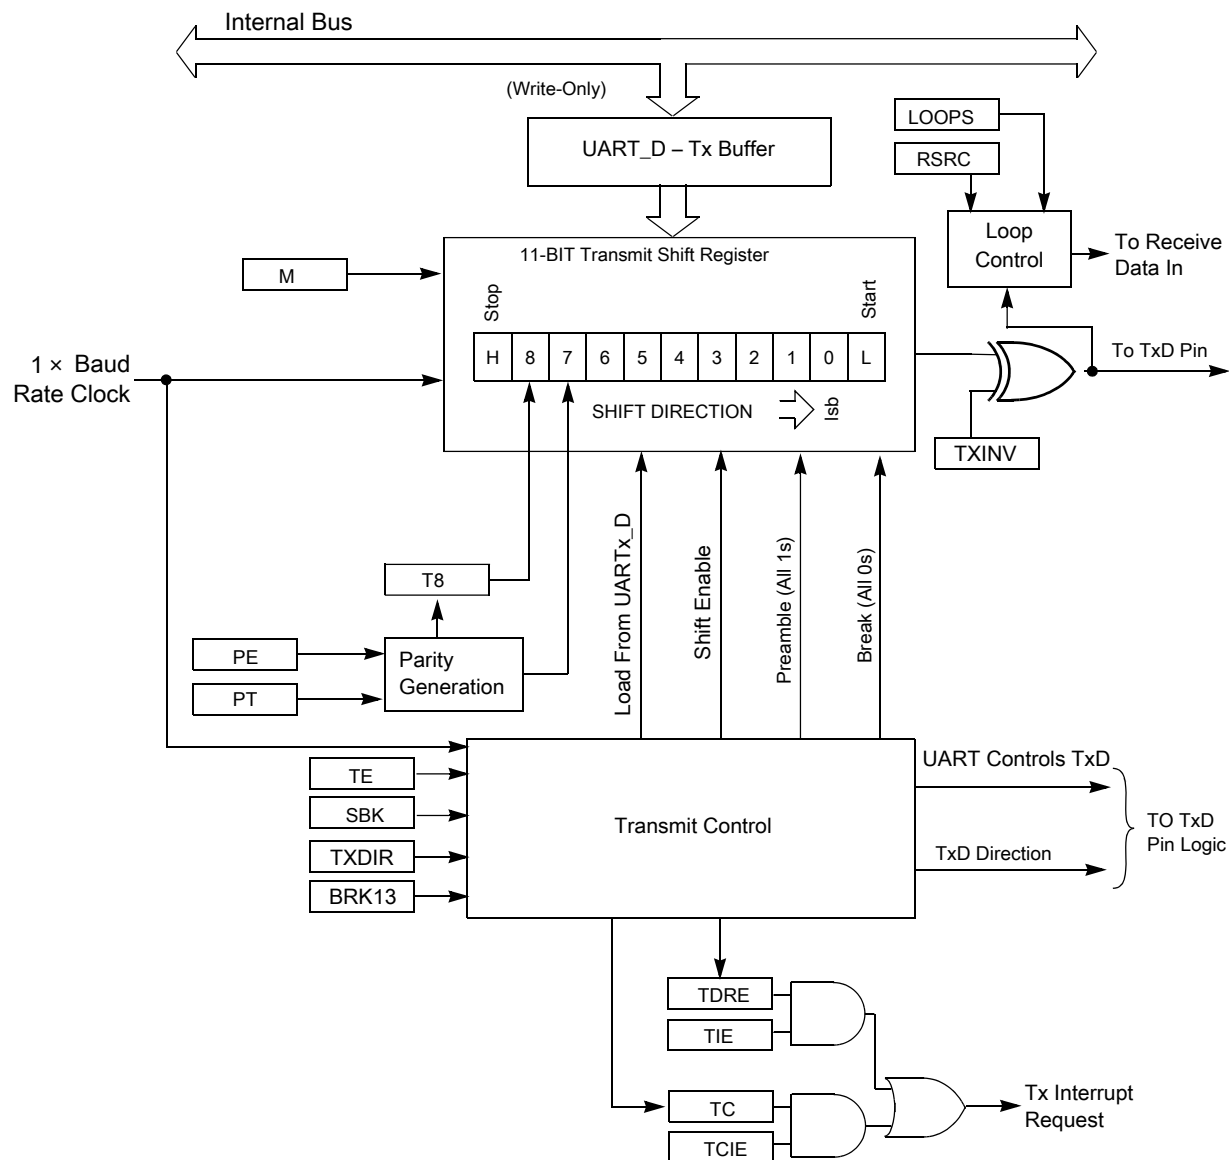 Internal Bus
(Write-Only)
LOOPS
UART_D – Tx Buffer
RSRC
Loop
Control
To Receive
Data In
11-BIT Transmit Shift Register
M
Stop
Start
H 8 7 6 5 4 3 2 1 0 L
To TxD Pin
1 × Baud
Rate Clock
SHIFT DIRECTION
lsb
TXINV
Load From UARTx_D
Shift Enable
Preamble (All 1s)
Break (All 0s)
T8
PE
Parity
Generation
PT
UART Controls TxD
TE
SBK
Transmit Control
TO TxD
Pin Logic
TXDIR
TxD Direction
BRK13
TDRE
TIE
TC
Tx Interrupt
Request
TCIE